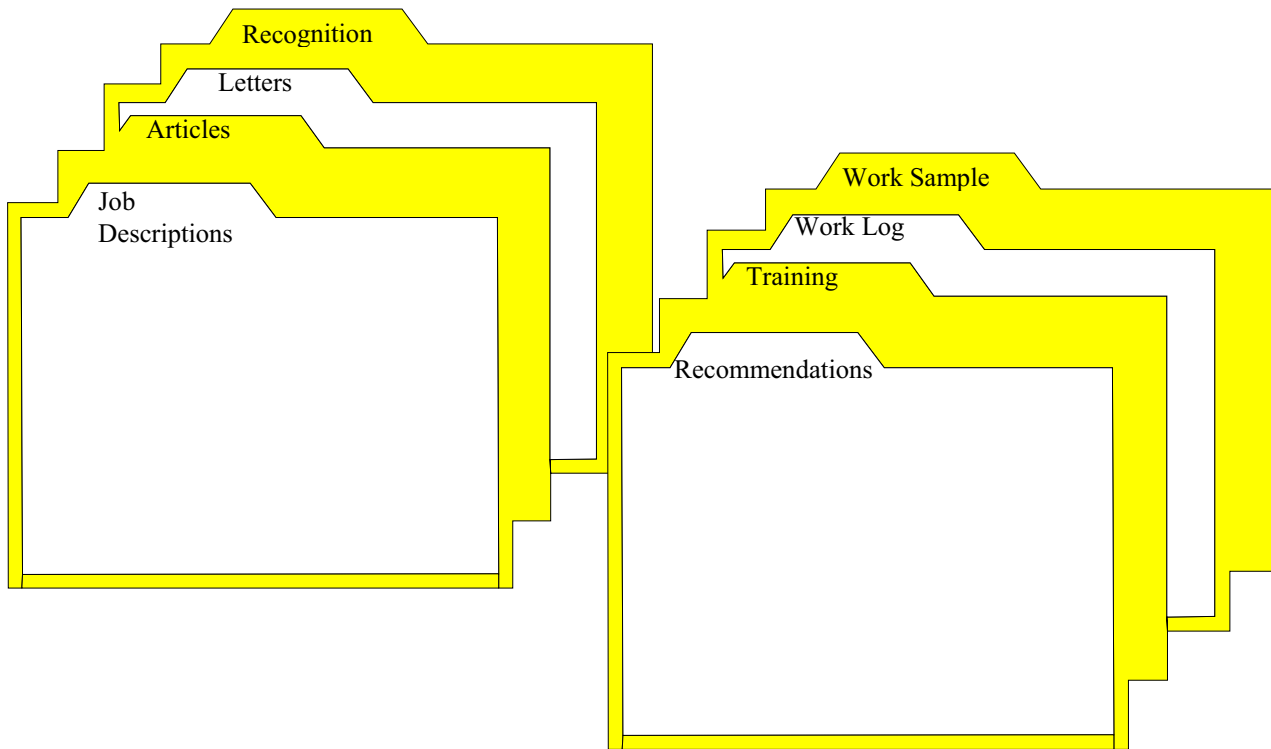 Recognition
Letters
Articles
Job
Descriptions
Work Sample
Work Log
Training
Recommendations